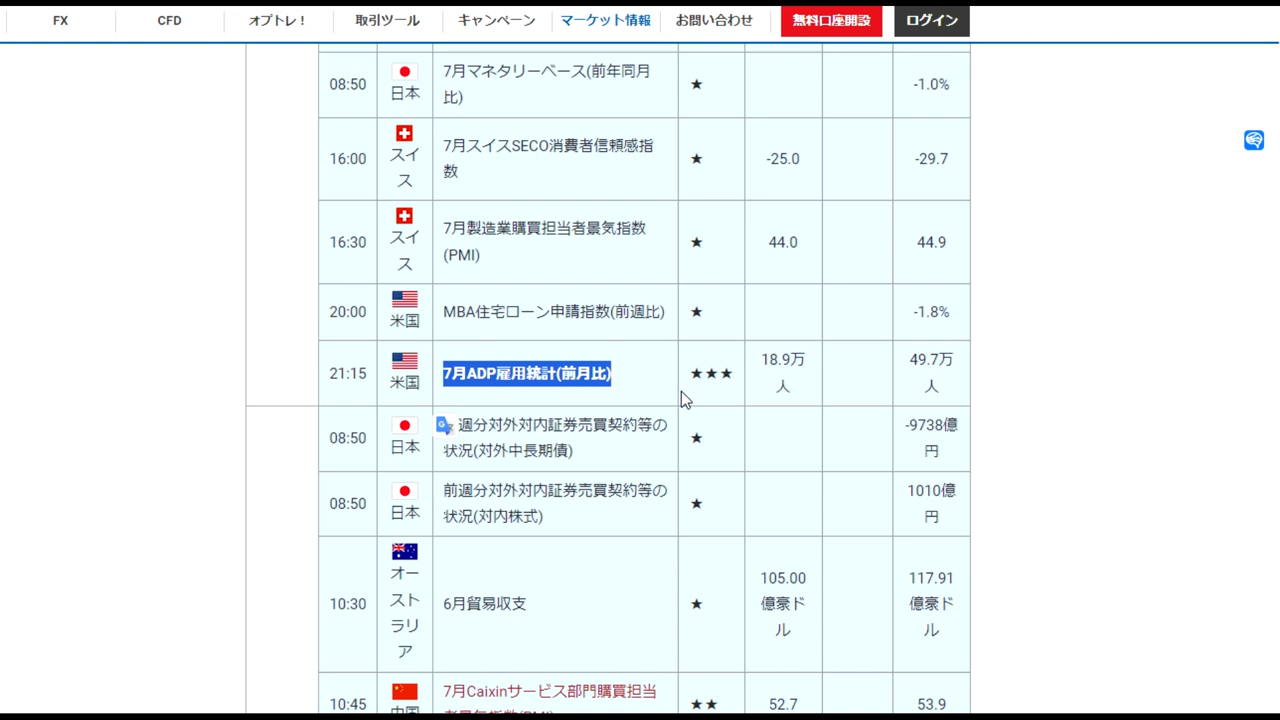 FX
CFD
オプトレ！
取引ツール
キャンペーン
マーケット情報
お問い合わせ
無料口座開設
ログイン
08:50
日本
7月マネタリーベース(前年同月
比)
★
-1.0%
16:00
スイ
ス
7月スイスSECO消費者信頼感指
数
★
-25.0
-29.7
16:30
スイ
ス
7月製造業購買担当者景気指数
(PMI)
★
44.0
44.9
20:00
米国
MBA住宅ローン申請指数(前週比)
★
-1.8%
21:15
米国
7月ADP雇用統計(前月比)
★★★
18.9万
人
49.7万
人
08:50
日本
週分対外対内証券売買契約等の
状況(対外中長期債)
★
-9738億
円
08:50
日本
前週分対外対内証券売買契約等の
状況(対内株式)
★
1010億
円
10:30
オー
スト
ラリ
ア
6月貿易収支
★
105.00
億豪ド
ル
117.91
億豪ド
ル
10:45
中国
7月Caixinサービス部門購買担当
★★
52.7
53.9